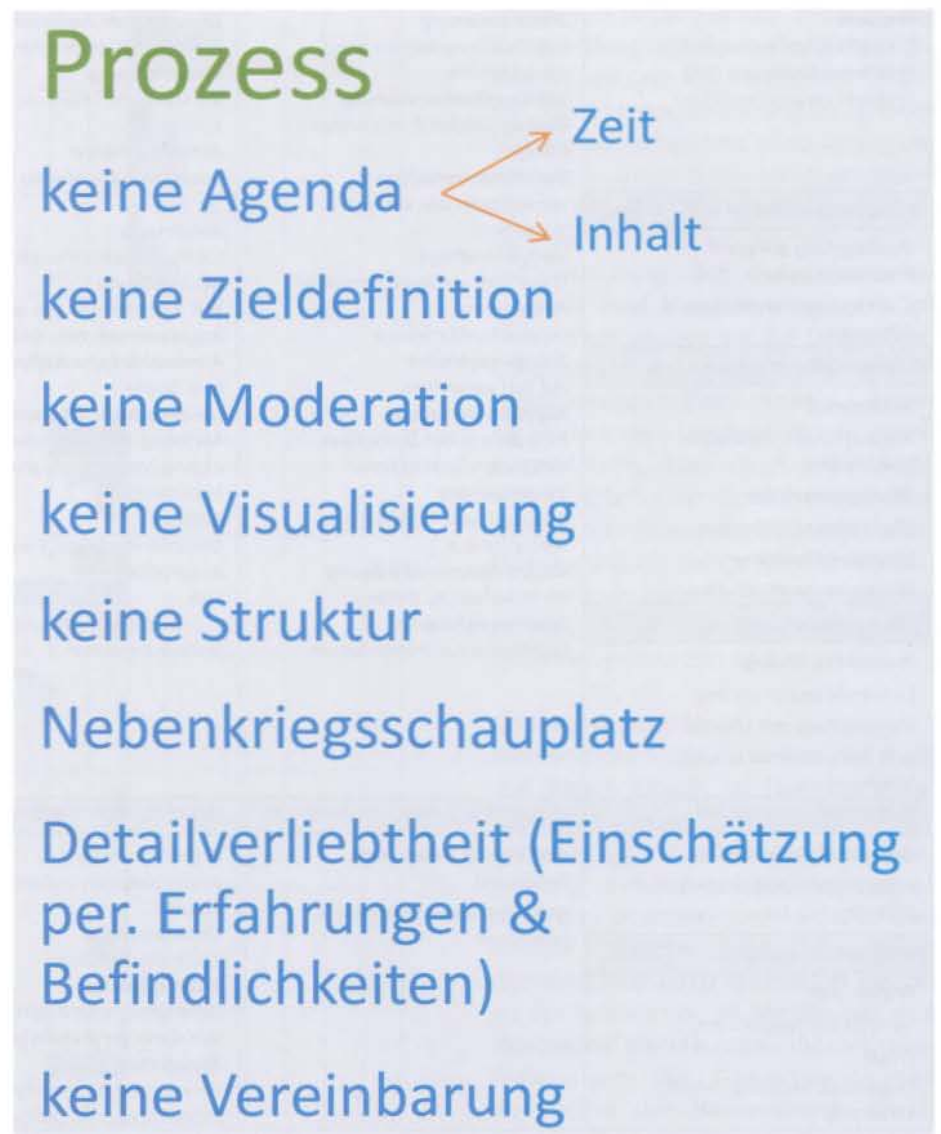 Prozess
Zeit
keine Agenda
Inhalt
keine Zieldefinition
keine Moderation
keine Visualisierung
keine Struktur
Nebenkriegsschauplatz
Detailverliebtheit (Einschätzung
per. Erfahrungen &
Befindlichkeiten)
keine Vereinbarung